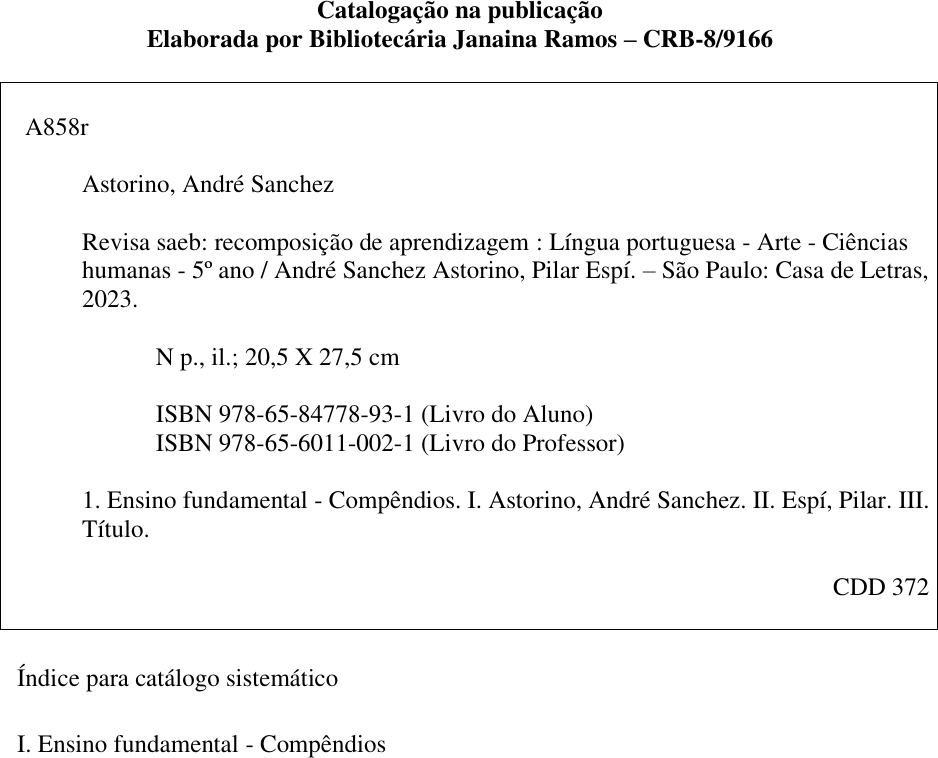 Catalogação na publicação
Elaborada por Bibliotecária Janaina Ramos – CRB-8/9166
A858r
Astorino, André Sanchez
Revisa saeb: recomposição de aprendizagem : Língua portuguesa - Arte - Ciências
humanas - 5º ano / André Sanchez Astorino, Pilar Espí. – São Paulo: Casa de Letras,
2023.
N p., il.; 20,5 X 27,5 cm
ISBN 978-65-84778-93-1 (Livro do Aluno)
ISBN 978-65-6011-002-1 (Livro do Professor)
1. Ensino fundamental - Compêndios. I. Astorino, André Sanchez. II. Espí, Pilar. III.
Título.
CDD 372
Índice para catálogo sistemático
I. Ensino fundamental - Compêndios